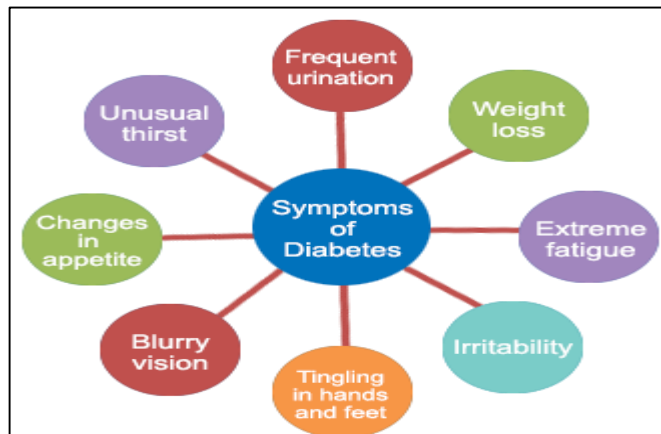 Frequent
urination
Weight
loss
Extreme
fatigue
Irritability
Tingling
in hands
and feet
Blurry
vision
Changes
in
appetite
Unusual
thirst
Symptoms
of
Diabetes